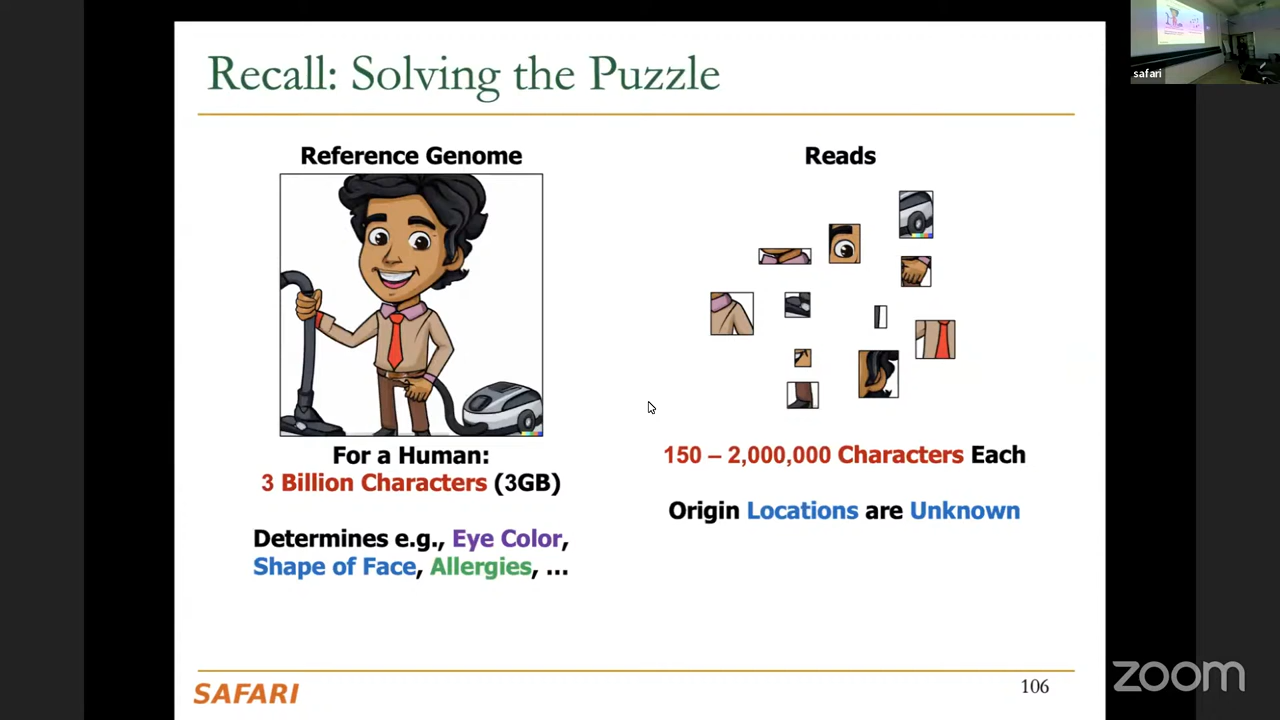 safari
Recall: Solving the Puzzle
Reference Genome
For a Human:
3 Billion Characters (3GB)
Determines e.g., Eye Color,
Shape of Face, Allergies, ...
Reads
150 – 2,000,000 Characters Each
Origin Locations are Unknown
SAFARI
106
zoom